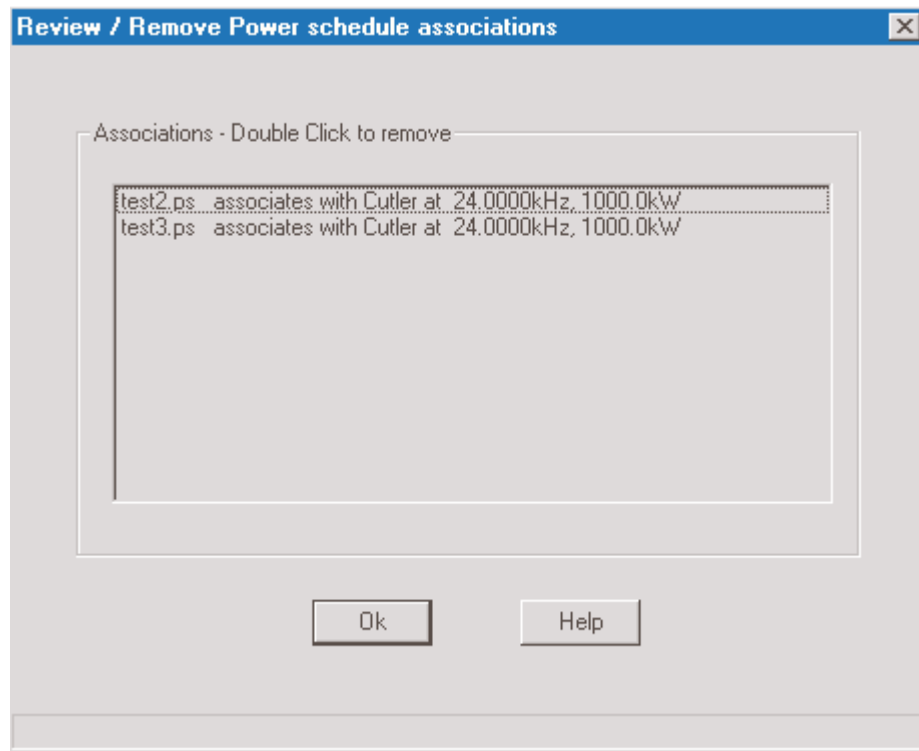 Review / Remove Power schedule associations
Associations - Double Click to remove
test2.ps associates with Cutler at 24.0000kHz, 1000.0kW
test3.ps associates with Cutler at 24.0000kHz, 1000.0kW
Ok
Help